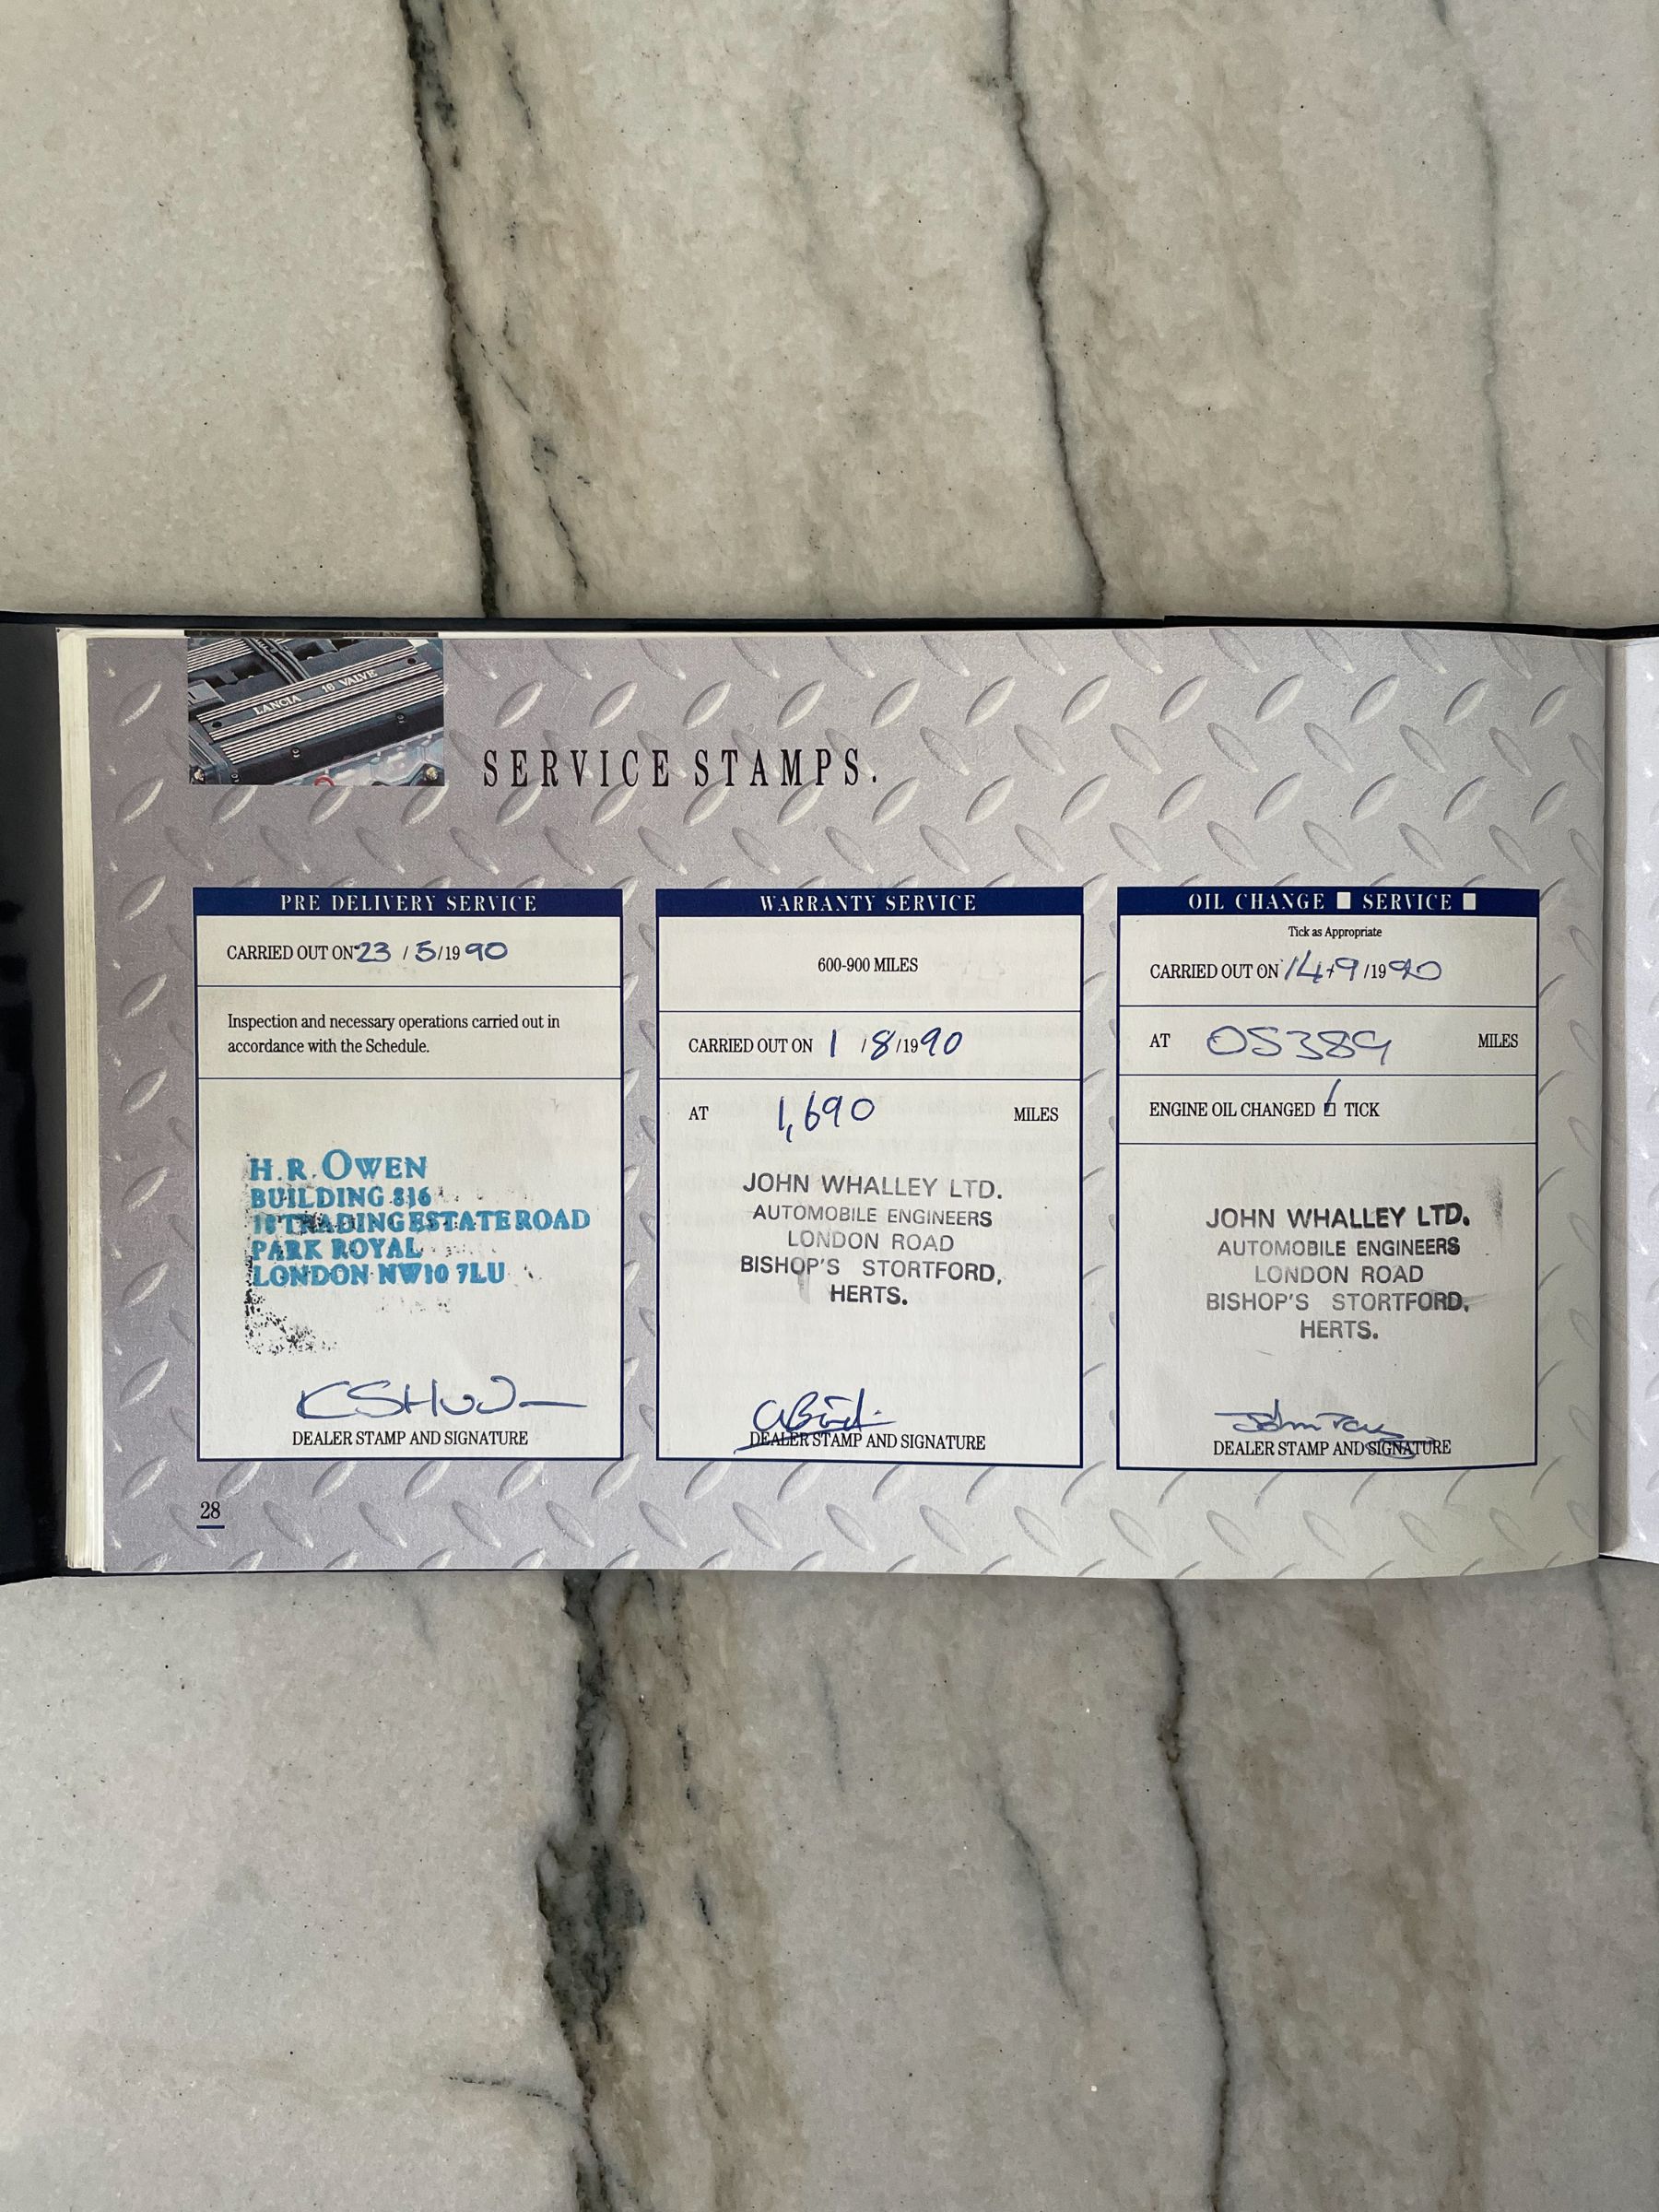 LANCIA 16 VALVE
SERVICE STAMPS.
PRE DELIVERY SERVICE
CARRIED OUT ON 23 / 5 / 19 90
Inspection and necessary operations carried out in
accordance with the Schedule.
H.R. OWEN
BUILDING 816
TRADING ESTATE ROAD
PARK ROYAL
LONDON NW10 7LU
DEALER STAMP AND SIGNATURE
WARRANTY SERVICE
600-900 MILES
CARRIED OUT ON 1 / 8 / 19 90
AT 1,690 MILES
JOHN WHALLEY LTD.
AUTOMOBILE ENGINEERS
LONDON ROAD
BISHOP'S STORTFORD,
HERTS.
DEALER STAMP AND SIGNATURE
OIL CHANGE SERVICE
Tick as Appropriate
CARRIED OUT ON 14 / 9 / 19 90
AT 05389 MILES
ENGINE OIL CHANGED TICK
JOHN WHALLEY LTD.
AUTOMOBILE ENGINEERS
LONDON ROAD
BISHOP'S STORTFORD,
HERTS.
DEALER STAMP AND SIGNATURE
28